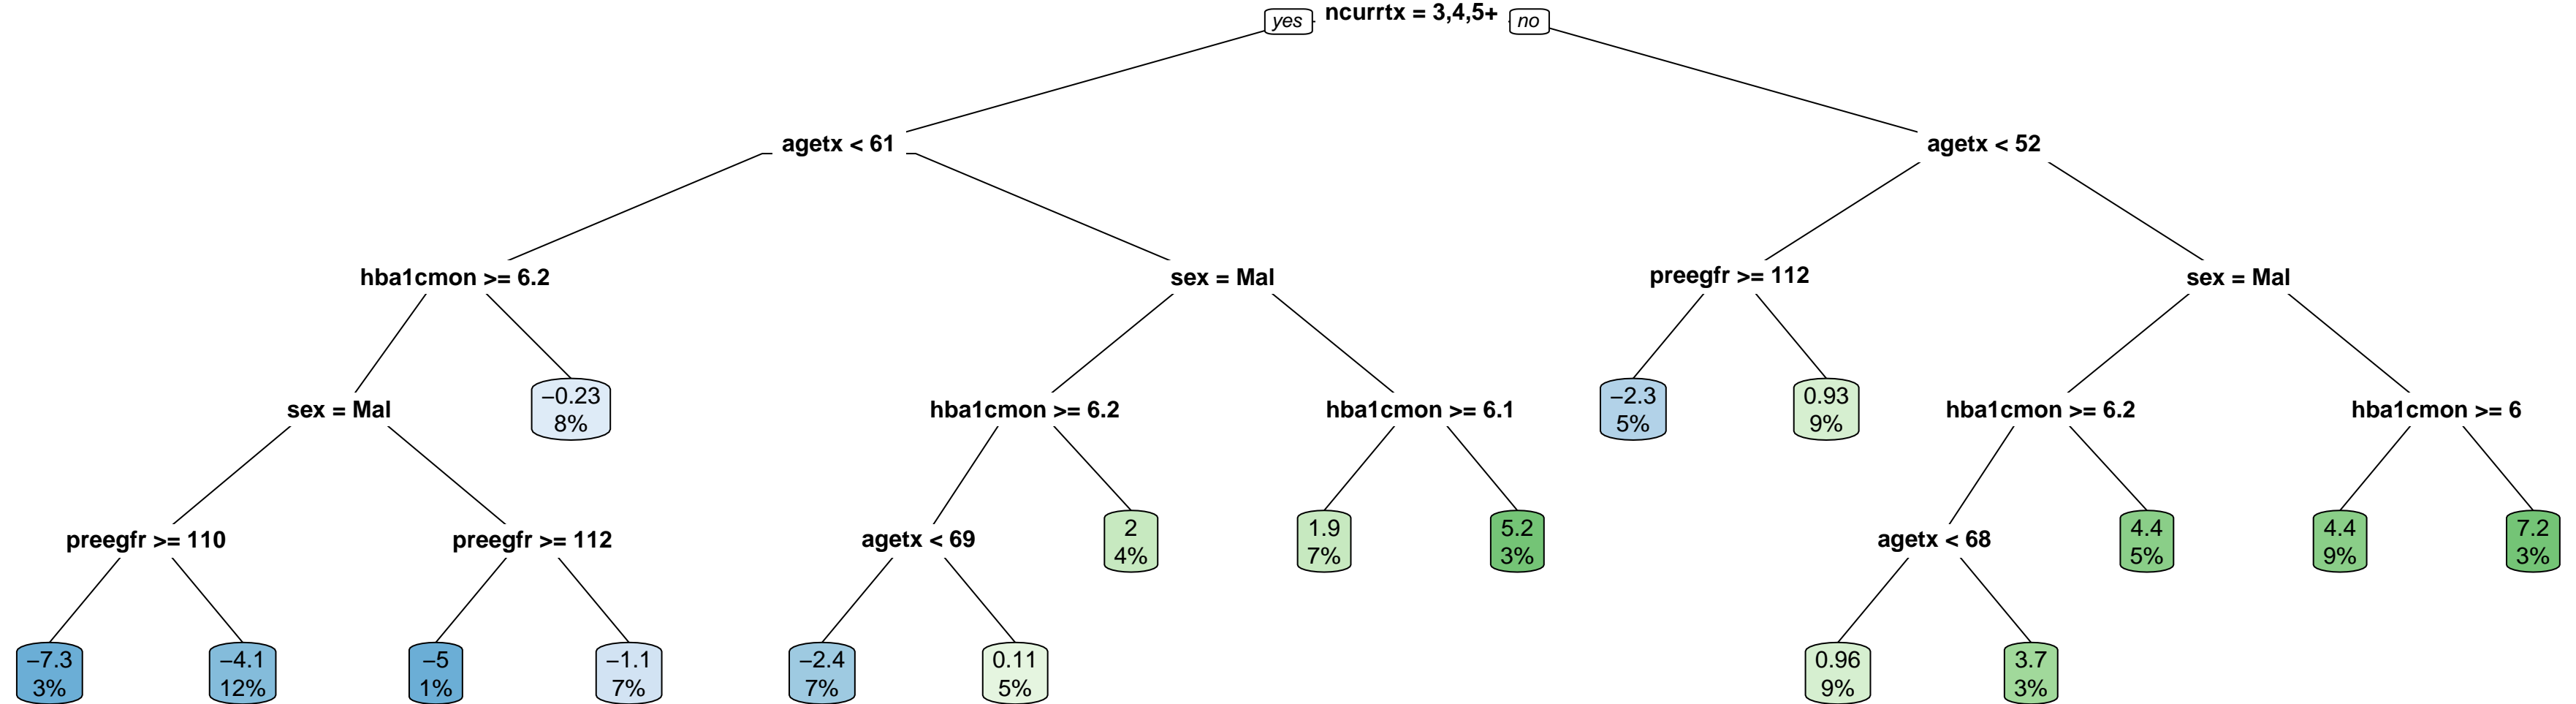 yes ncurrtx = 3,4,5+ no
agetx < 61
agetx < 52
hba1cmon >= 6.2
sex = Mal
preegfr >= 112
sex = Mal
sex = Mal
−0.23
8%
hba1cmon >= 6.2
hba1cmon >= 6.1
−2.3
5%
0.93
9%
hba1cmon >= 6.2
hba1cmon >= 6
preegfr >= 110
preegfr >= 112
agetx < 69
2
4%
1.9
7%
5.2
3%
agetx < 68
4.4
5%
4.4
9%
7.2
3%
−7.3
3%
−4.1
12%
−5
1%
−1.1
7%
−2.4
7%
0.11
5%
0.96
9%
3.7
3%